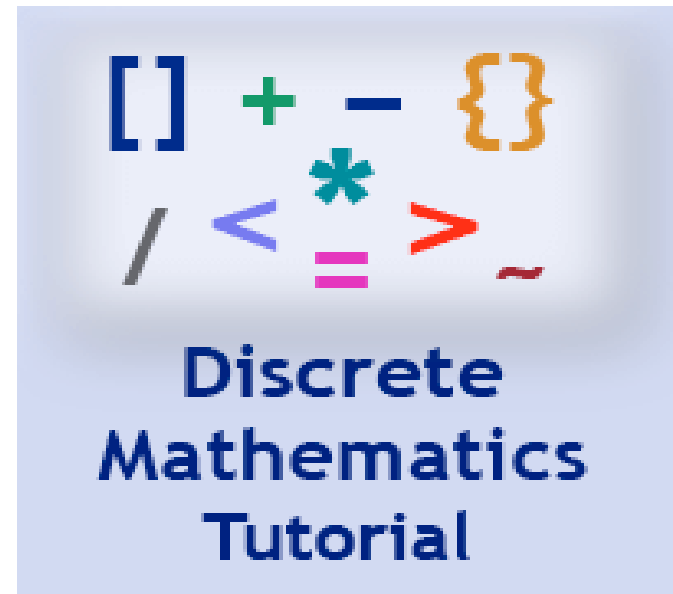 [] + − {}
*
/ < = > ~
Discrete
Mathematics
Tutorial